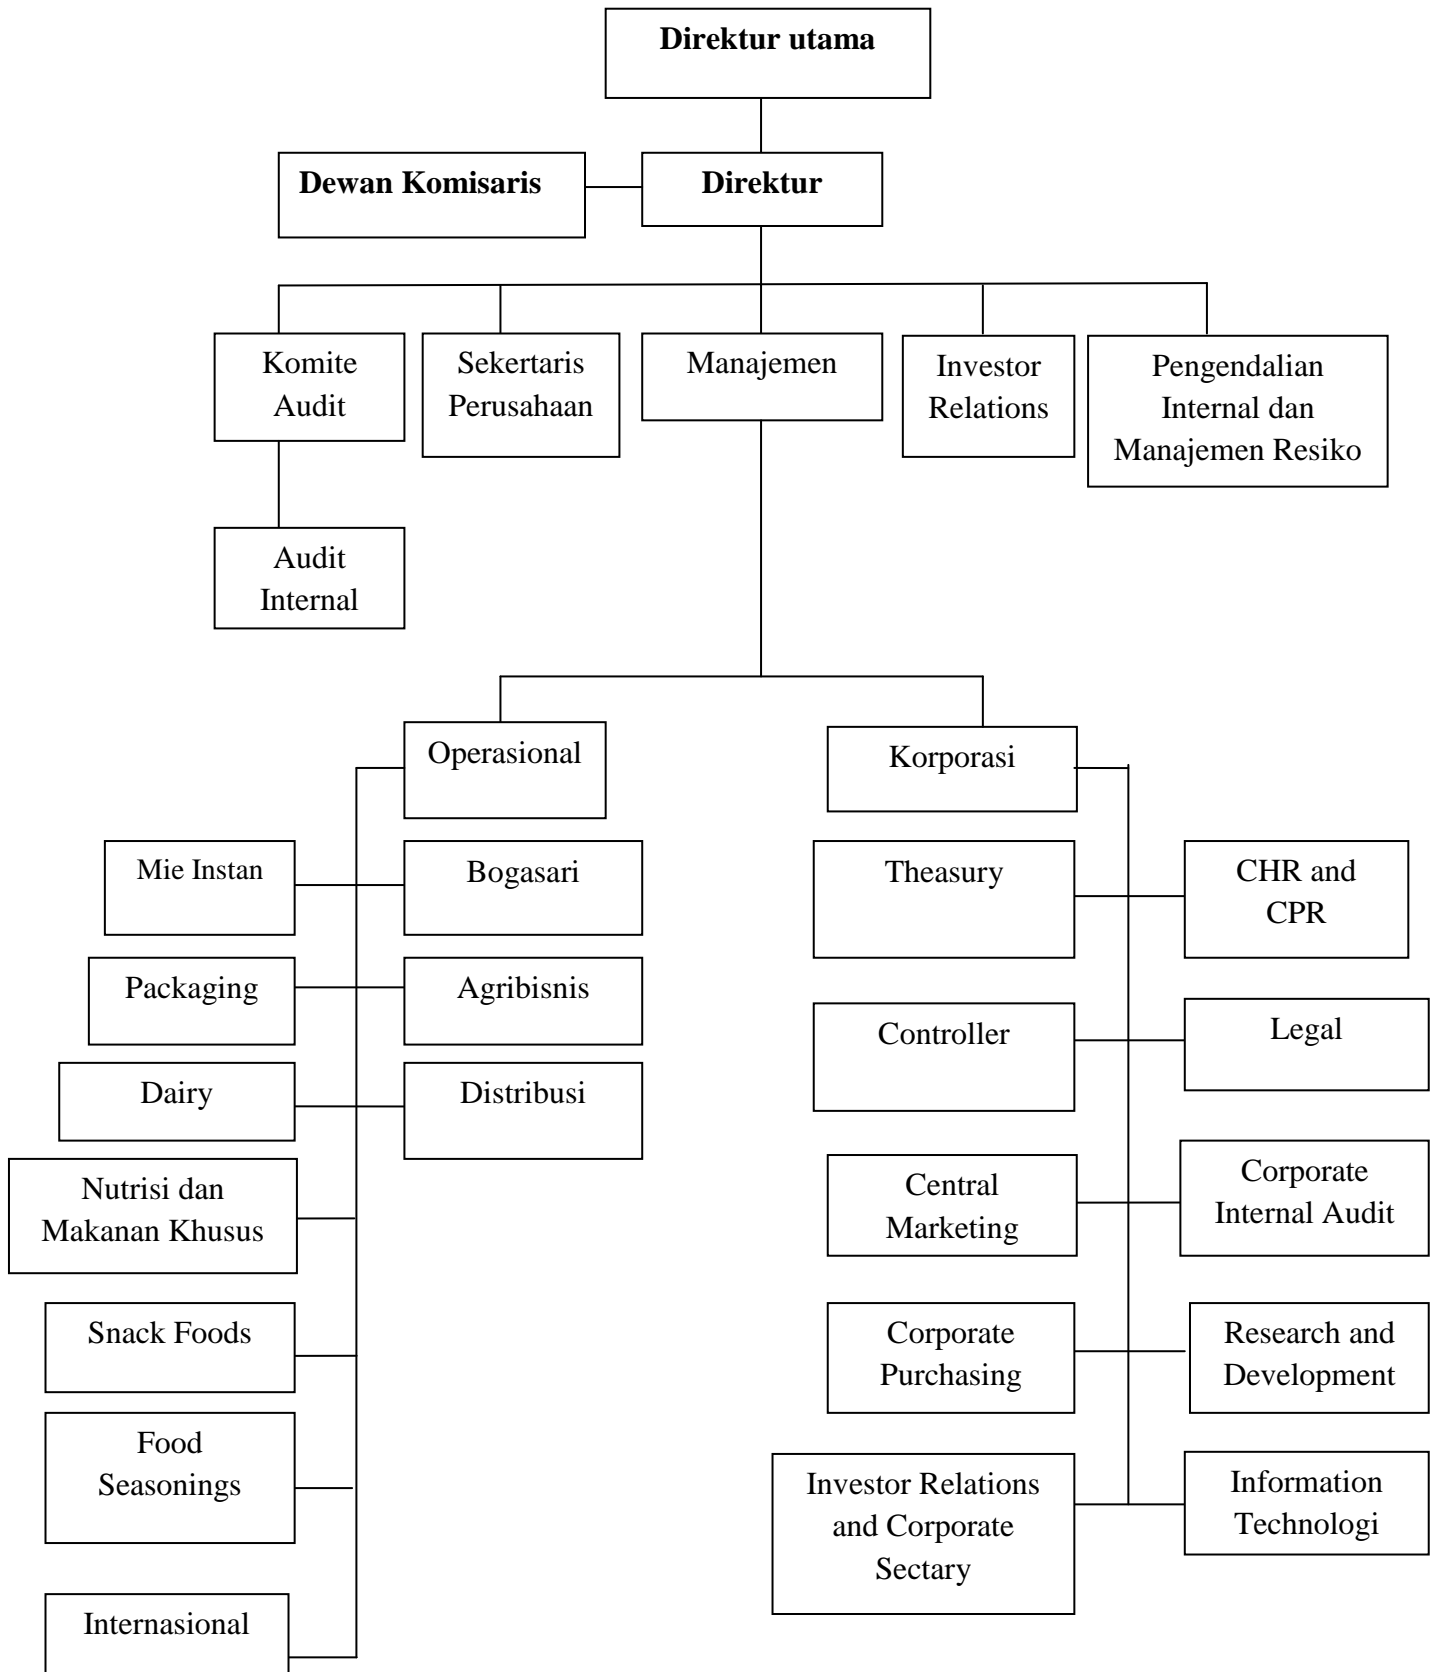 Direktur utama
Dewan Komisaris
Direktur
Komite
Audit
Sekertaris
Perusahaan
Manajemen
Investor
Relations
Pengendalian
Internal dan
Manajemen Resiko
Audit
Internal
Operasional
Korporasi
Mie Instan
Bogasari
Theasury
CHR and
CPR
Packaging
Agribisnis
Controller
Legal
Dairy
Distribusi
Nutrisi dan
Makanan Khusus
Central
Marketing
Corporate
Internal Audit
Snack Foods
Corporate
Purchasing
Research and
Development
Food
Seasonings
Investor Relations
and Corporate
Sectary
Information
Technologi
Internasional